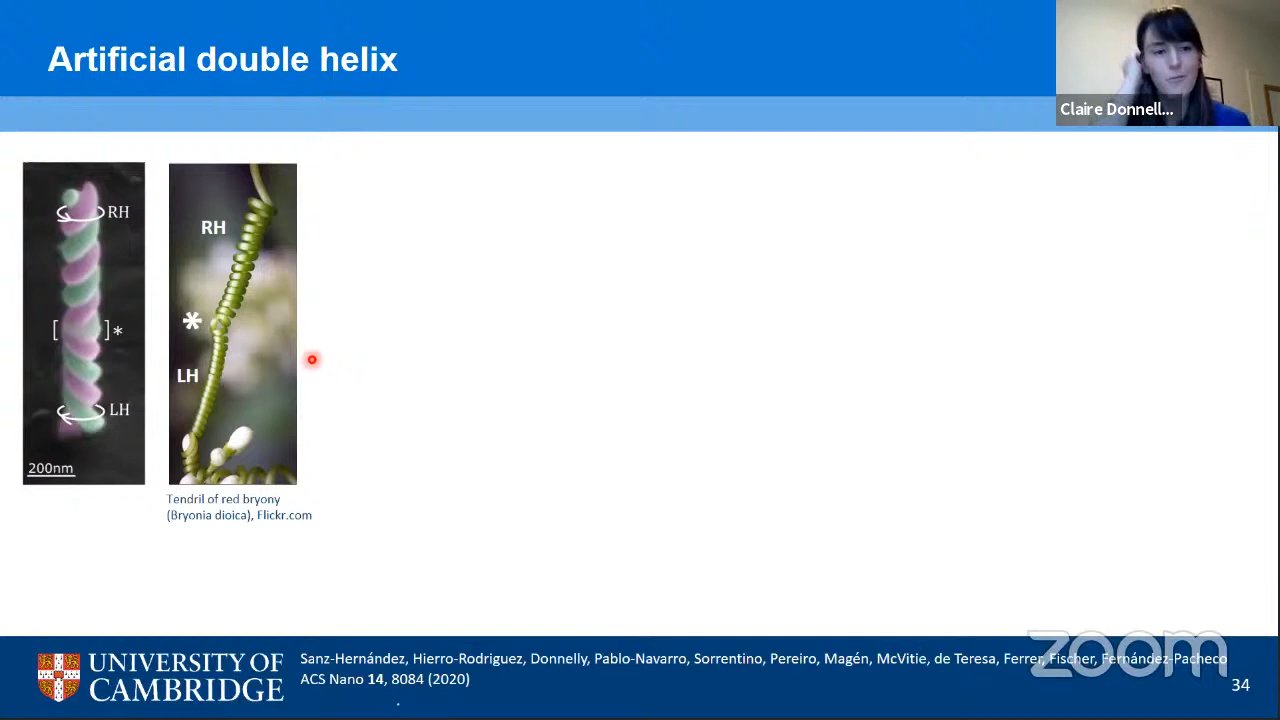 Artificial double helix
Claire Donnell...
RH
[ ]*
LH
200nm
RH
*
LH
Tendril of red bryony
(Bryonia dioica), Flickr.com
UNIVERSITY OF
CAMBRIDGE
Sanz-Hernández, Hierro-Rodriguez, Donnelly, Pablo-Navarro, Sorrentino, Pereiro, Magén, McVitie, de Teresa, Ferrer, Fischer, Fernández-Pacheco
ACS Nano 14, 8084 (2020)
zoom
34